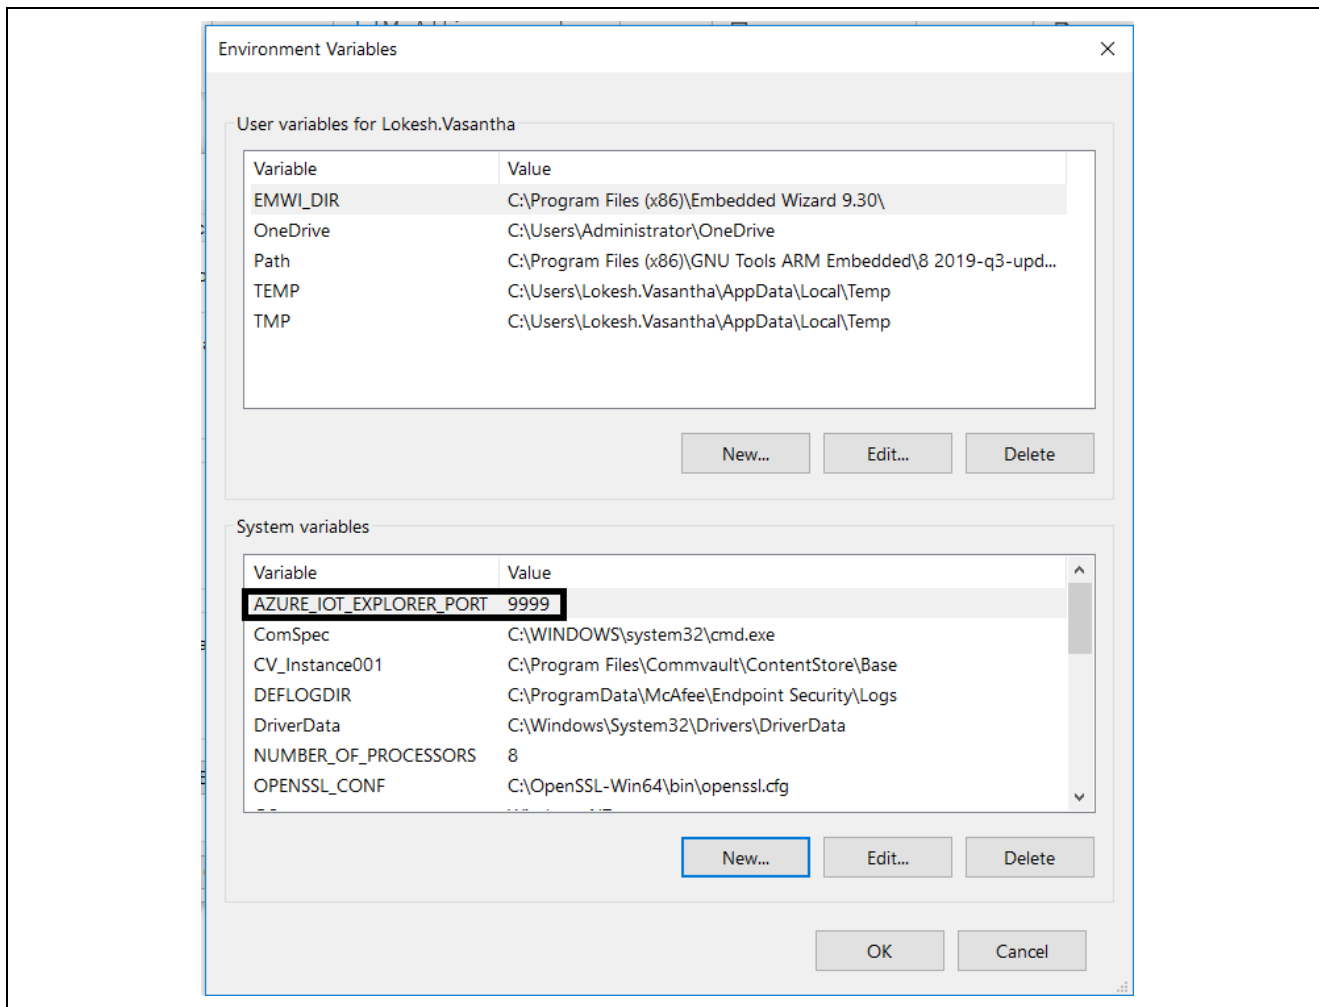 Environment Variables
User variables for Lokesh.Vasantha
Variable Value
EMWI_DIR C:\Program Files (x86)\Embedded Wizard 9.30\
OneDrive C:\Users\Administrator\OneDrive
Path C:\Program Files (x86)\GNU Tools ARM Embedded\8 2019-q3-upd...
TEMP C:\Users\Lokesh.Vasantha\AppData\Local\Temp
TMP C:\Users\Lokesh.Vasantha\AppData\Local\Temp
New... Edit... Delete
System variables
Variable Value
AZURE_IOT_EXPLORER_PORT 9999
ComSpec C:\WINDOWS\system32\cmd.exe
CV_Instance001 C:\Program Files\Commvault\ContentStore\Base
DEFLOGDIR C:\ProgramData\McAfee\Endpoint Security\Logs
DriverData C:\Windows\System32\Drivers\DriverData
NUMBER_OF_PROCESSORS 8
OPENSSL_CONF C:\OpenSSL-Win64\bin\openssl.cfg
New... Edit... Delete
OK Cancel